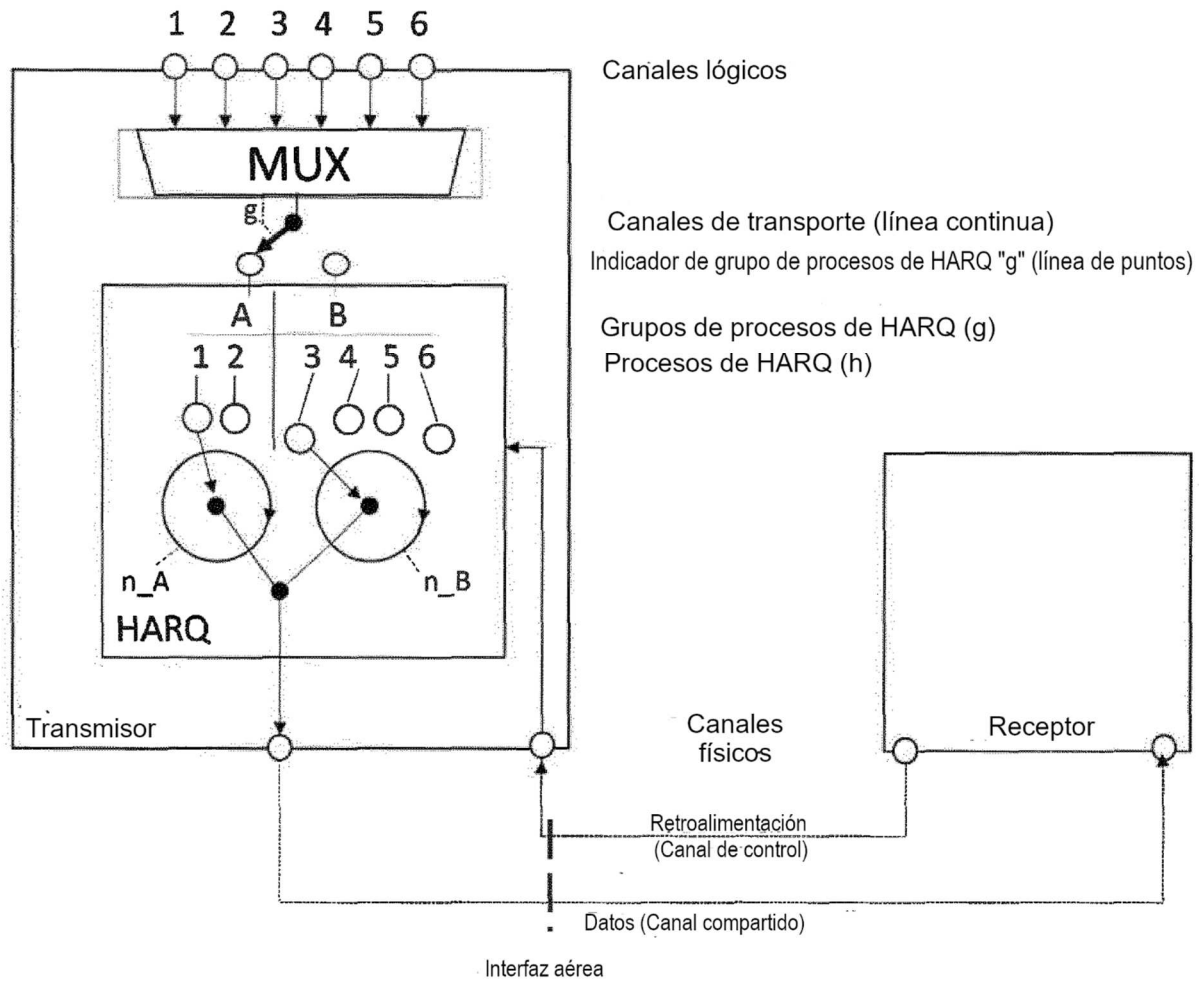 1 2 3 4 5 6
Canales lógicos
MUX
g
Canales de transporte (línea continua)
Indicador de grupo de procesos de HARQ "g" (línea de puntos)
A B
Grupos de procesos de HARQ (g)
1 2 3 4 5 6
Procesos de HARQ (h)
n_A n_B
HARQ
Transmisor
Canales
físicos
Receptor
Retroalimentación
(Canal de control)
Datos (Canal compartido)
Interfaz aérea